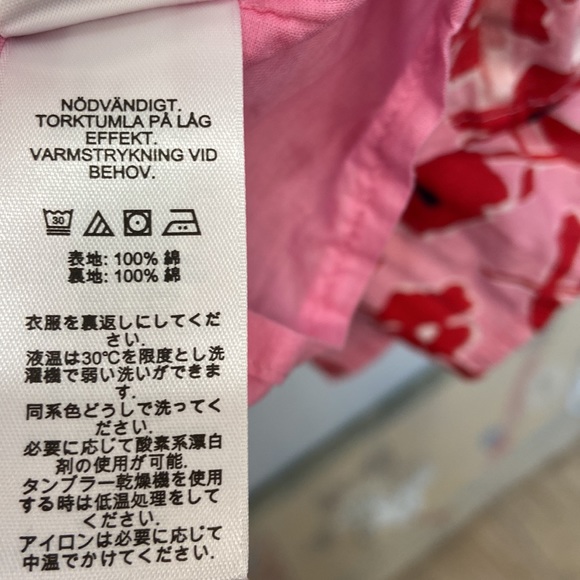 NÖDVÄNDIGT.
TORKTUMLA PÅ LÅG
EFFEKT.
VARMSTRYKNING VID
BEHOV.
30
表地: 100% 綿
裏地: 100% 綿
衣服を裏返しにしてくだ
さい.
液温は30℃を限度とし洗
濯機で弱い洗いができま
す.
同系色どうしで洗ってく
ださい.
必要に応じて酸素系漂白
剤の使用が可能.
タンブラー乾燥機を使用
する時は低温処理をして
ください.
アイロンは必要に応じて
中温でかけてください.